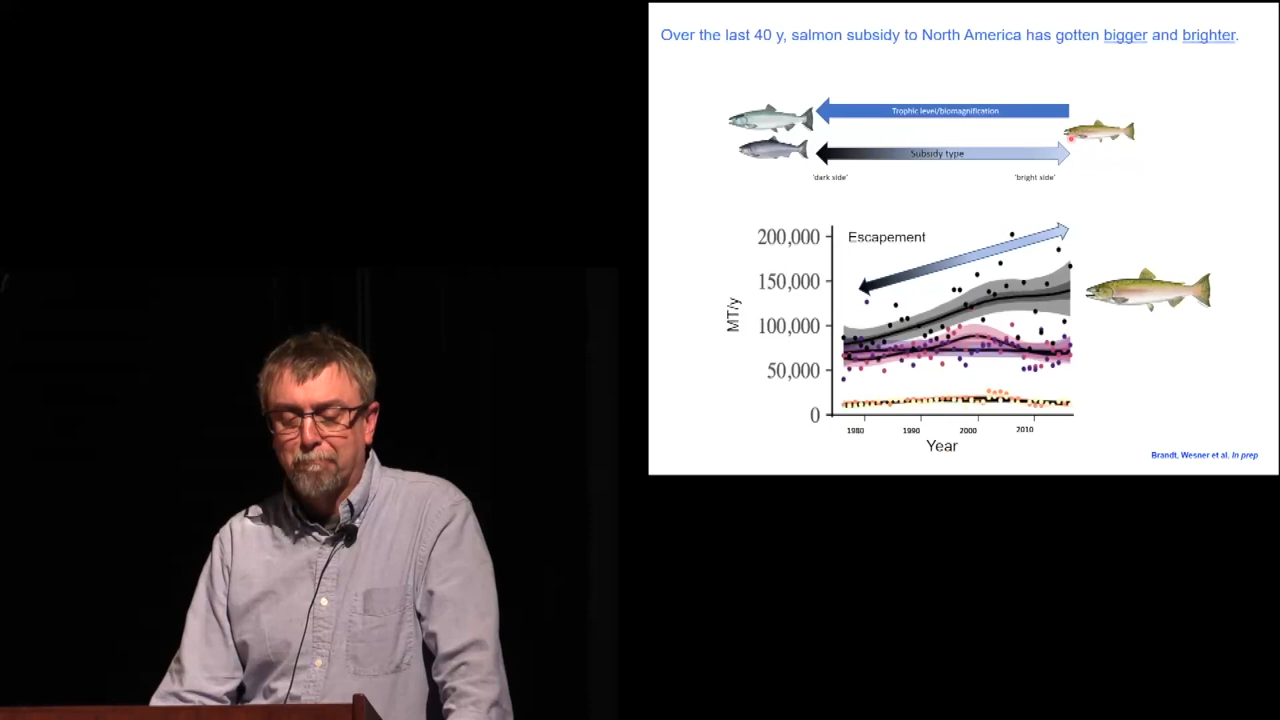 Over the last 40 y, salmon subsidy to North America has gotten bigger and brighter.
Trophic level/biomagnification
Subsidy type
'dark side'
'bright side'
Escapement
200,000
150,000
100,000
50,000
0
MT/y
1980
1990
2000
2010
Year
Brandt, Wesner et al. In prep